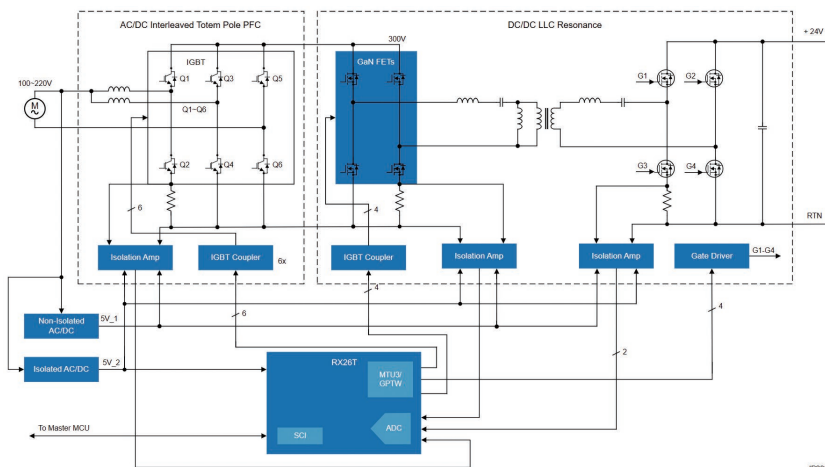 AC/DC Interleaved Totem Pole PFC
DC/DC LLC Resonance
IGBT
300V
+ 24V
GaN FETs
Q1
Q3
Q5
G1
G2
100~220V
M
Q1~Q6
Q2
Q4
Q6
G3
G4
6
4
RTN
Isolation Amp
IGBT Coupler
6x
IGBT Coupler
Isolation Amp
Isolation Amp
Gate Driver
G1-G4
4
6
4
Non-Isolated
AC/DC
5V_1
2
Isolated AC/DC
5V_2
RX26T
MTU3/
GPTW
To Master MCU
SCI
ADC